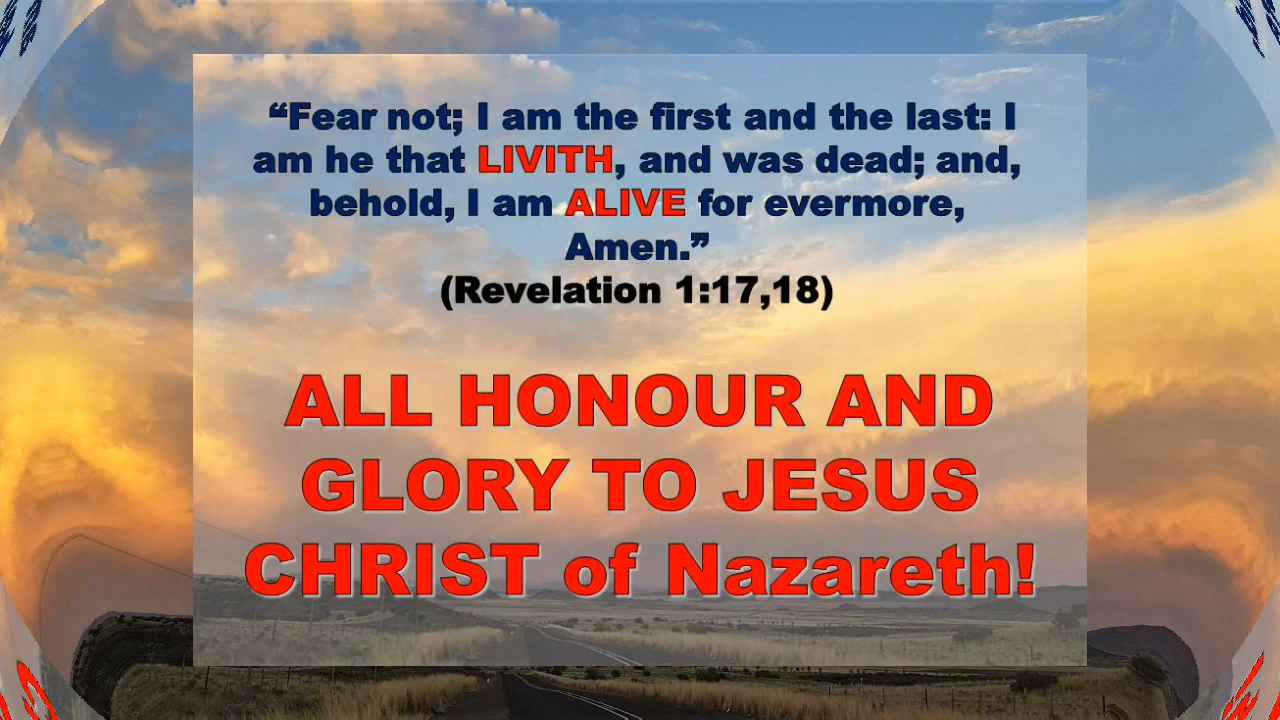 “Fear not; I am the first and the last: I
am he that LIVITH, and was dead; and,
behold, I am ALIVE for evermore,
Amen.”
(Revelation 1:17,18)
ALL HONOUR AND
GLORY TO JESUS
CHRIST of Nazareth!